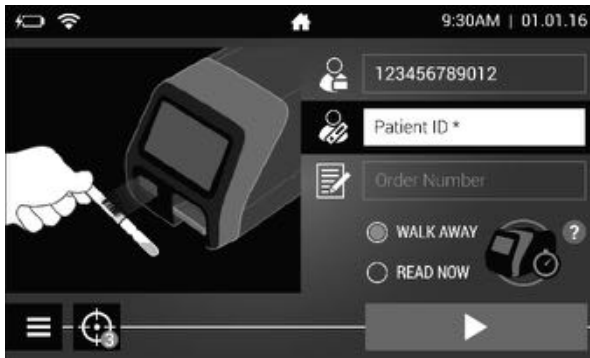 9:30AM | 01.01.16
123456789012
Patient ID *
Order Number
WALK AWAY
?
READ NOW
3